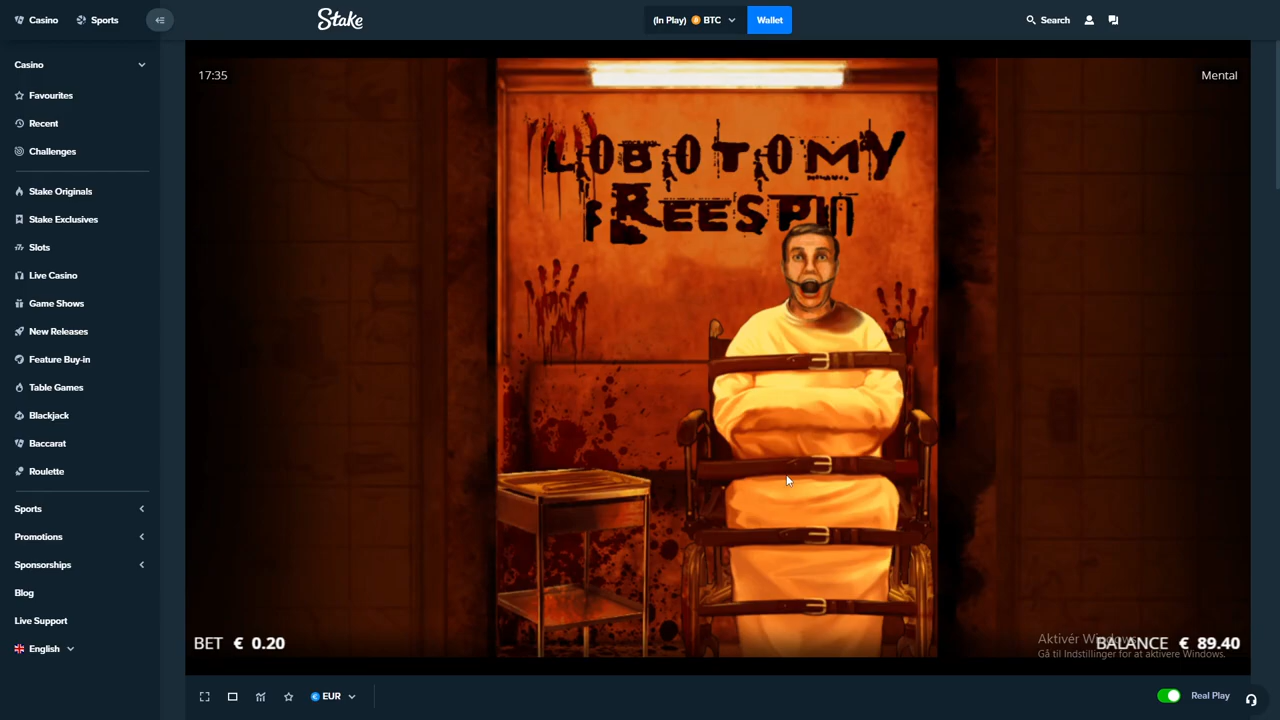 Casino
Sports
Stake
(In Play) BTC
Wallet
Search
Casino
Favourites
Recent
Challenges
Stake Originals
Stake Exclusives
Slots
Live Casino
Game Shows
New Releases
Feature Buy-in
Table Games
Blackjack
Baccarat
Roulette
Sports
Promotions
Sponsorships
Blog
Live Support
English
17:35
Mental
LOBOTOMY
FREESPIN
BET € 0.20
Aktivér Windows
BALANCE € 89.40
Gå til Indstillinger for at aktivere Windows.
EUR
Real Play